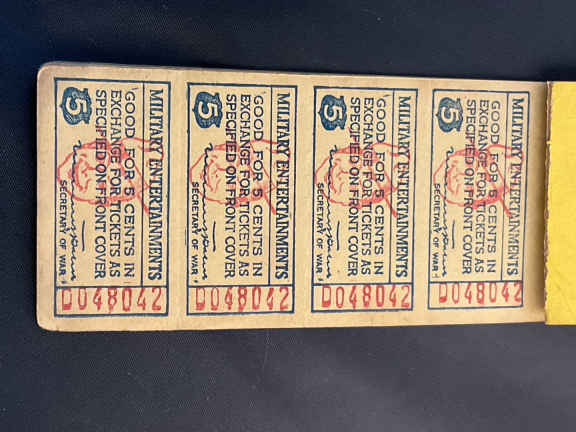 MILITARY ENTERTAINMENTS
GOOD FOR 5 CENTS IN
EXCHANGE FOR TICKETS AS
SPECIFIED ON FRONT COVER
5
SECRETARY OF WAR
D048042
MILITARY ENTERTAINMENTS
GOOD FOR 5 CENTS IN
EXCHANGE FOR TICKETS AS
SPECIFIED ON FRONT COVER
5
SECRETARY OF WAR
D048042
MILITARY ENTERTAINMENTS
GOOD FOR 5 CENTS IN
EXCHANGE FOR TICKETS AS
SPECIFIED ON FRONT COVER
5
SECRETARY OF WAR
D048042
MILITARY ENTERTAINMENTS
GOOD FOR 5 CENTS IN
EXCHANGE FOR TICKETS AS
SPECIFIED ON FRONT COVER
5
SECRETARY OF WAR
D048042